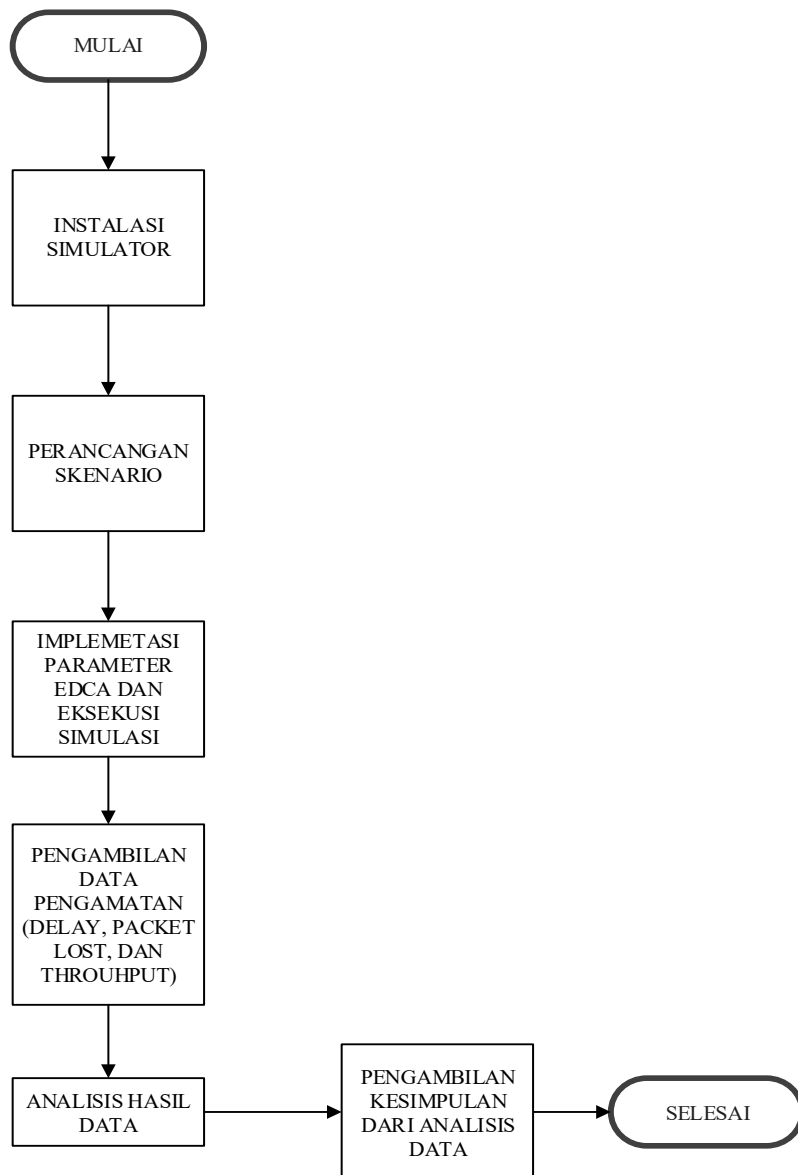 MULAI
INSTALASI
SIMULATOR
PERANCANGAN
SKENARIO
IMPLEMETASI
PARAMETER
EDCA DAN
EKSEKUSI
SIMULASI
PENGAMBILAN
DATA
PENGAMATAN
(DELAY, PACKET
LOST, DAN
THROUHPUT)
ANALISIS HASIL
DATA
PENGAMBILAN
KESIMPULAN
DARI ANALISIS
DATA
SELESAI